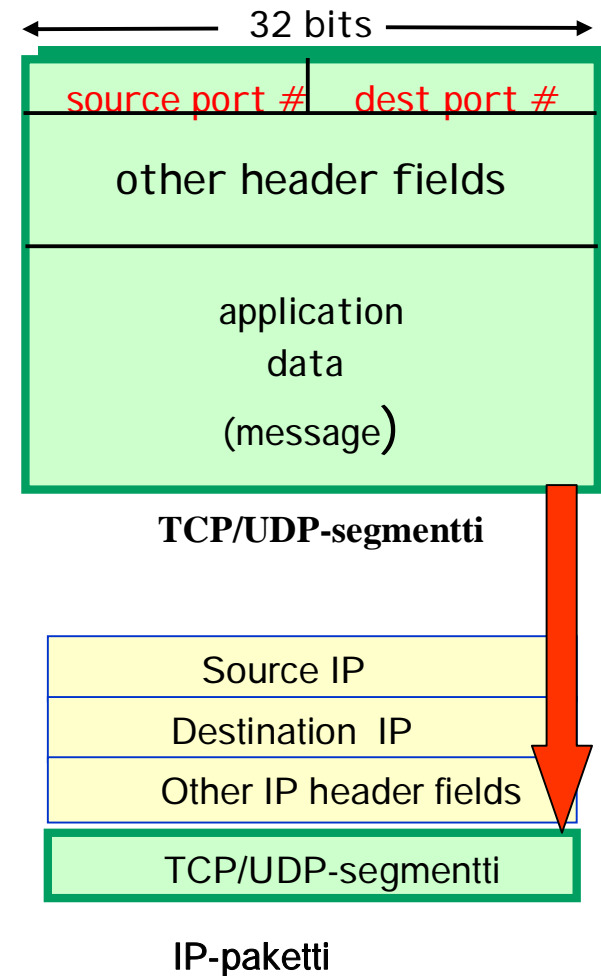 32 bits
source port # dest port #
other header fields
application
data
(message)
TCP/UDP-segmentti
Source IP
Destination IP
Other IP header fields
TCP/UDP-segmentti
IP-paketti